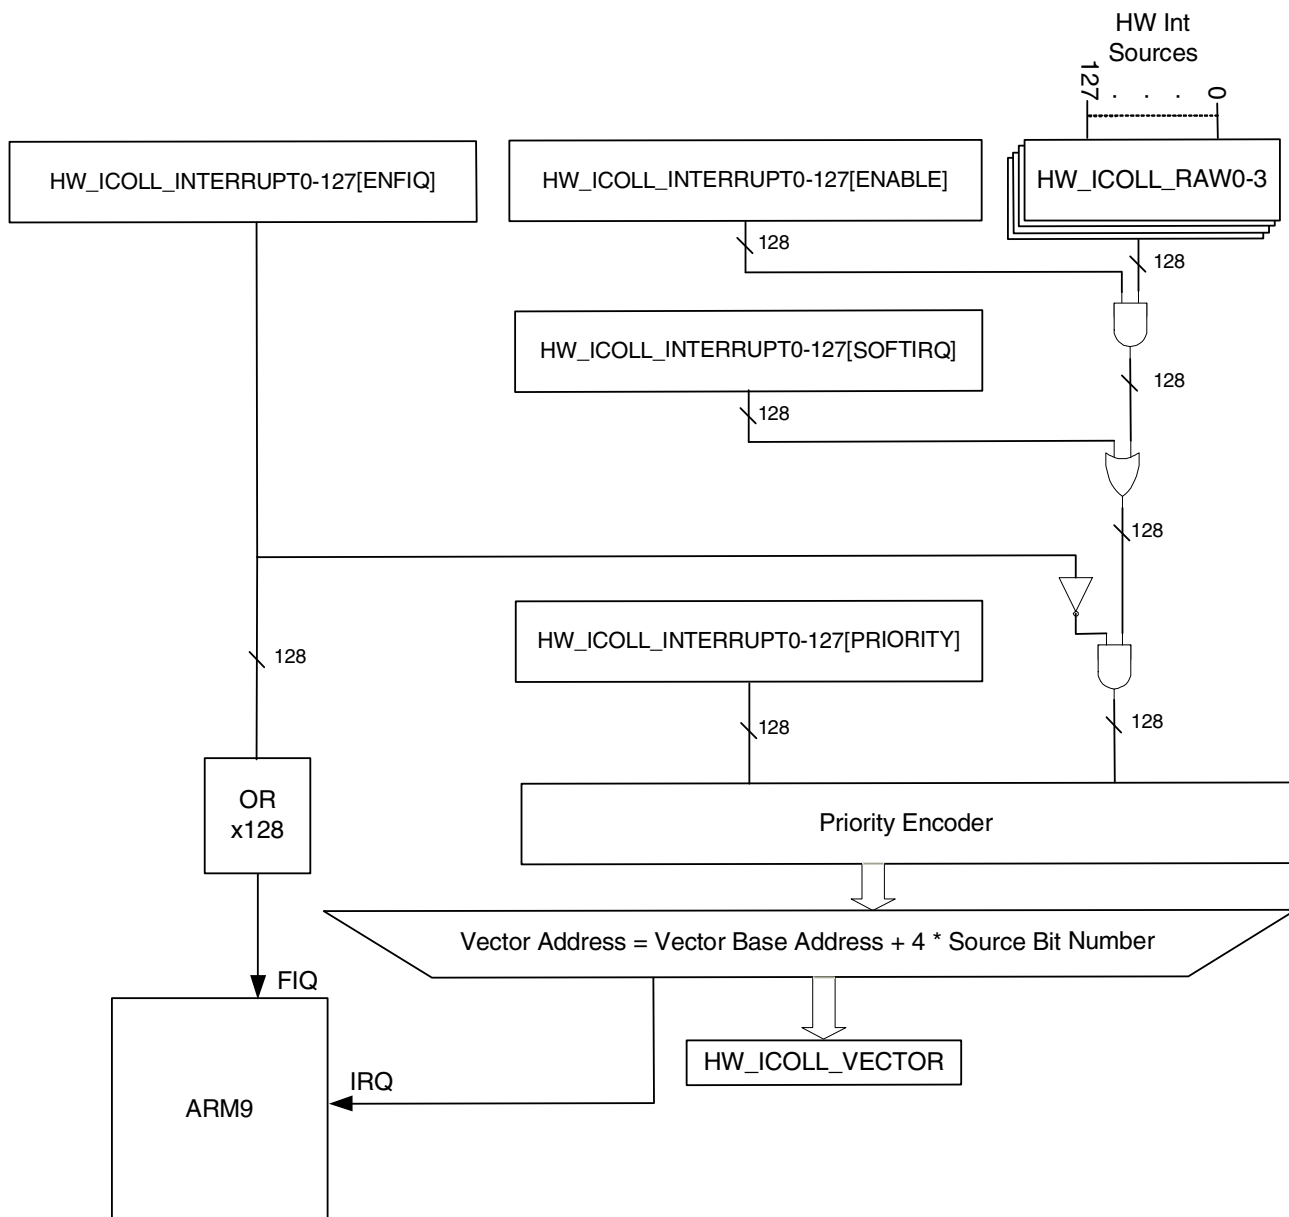 HW Int
Sources
127 . . . 0
HW_ICOLL_INTERRUPT0-127[ENFIQ]
HW_ICOLL_INTERRUPT0-127[ENABLE]
HW_ICOLL_RAW0-3
128
128
HW_ICOLL_INTERRUPT0-127[SOFTIRQ]
128
128
128
HW_ICOLL_INTERRUPT0-127[PRIORITY]
128
128
128
OR
x128
Priority Encoder
Vector Address = Vector Base Address + 4 * Source Bit Number
FIQ
HW_ICOLL_VECTOR
IRQ
ARM9